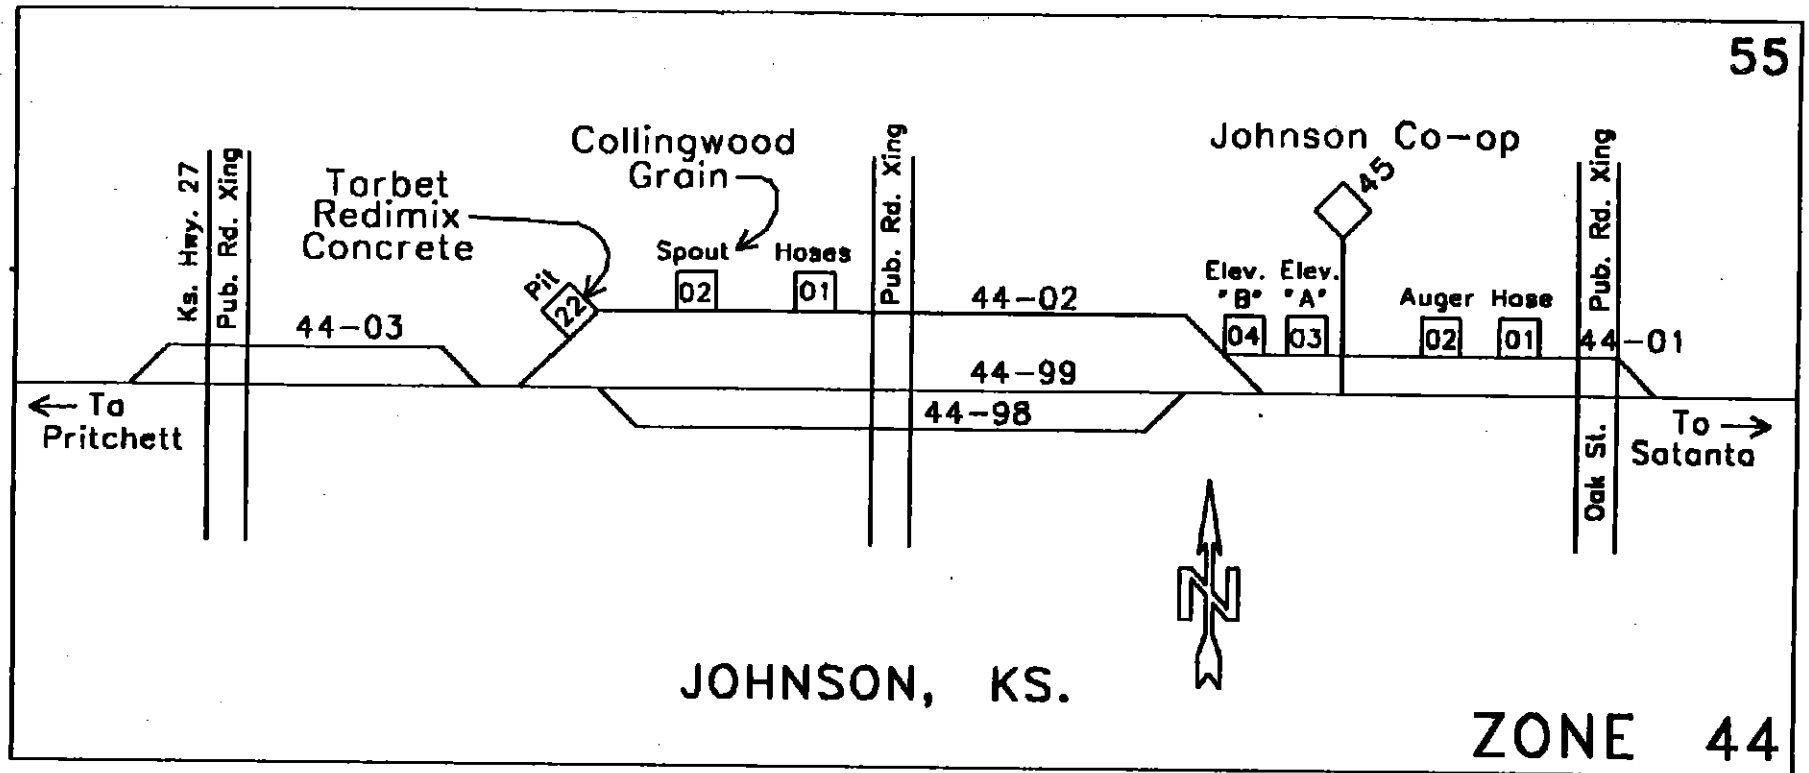 55
Ks. Hwy. 27
Pub. Rd. Xing
Tarbet
Redimix
Concrete
Collingwood
Grain
Pub. Rd. Xing
Johnson Co-op
45
Pub. Rd. Xing
Pit
22
Spout
02
Hoses
01
44-02
Elev.
"B"
04
Elev.
"A"
03
Auger
02
Hose
01
44-01
44-03
44-99
44-98
← To
Pritchett
Oak St.
To →
Satanta
N
JOHNSON, KS.
ZONE 44